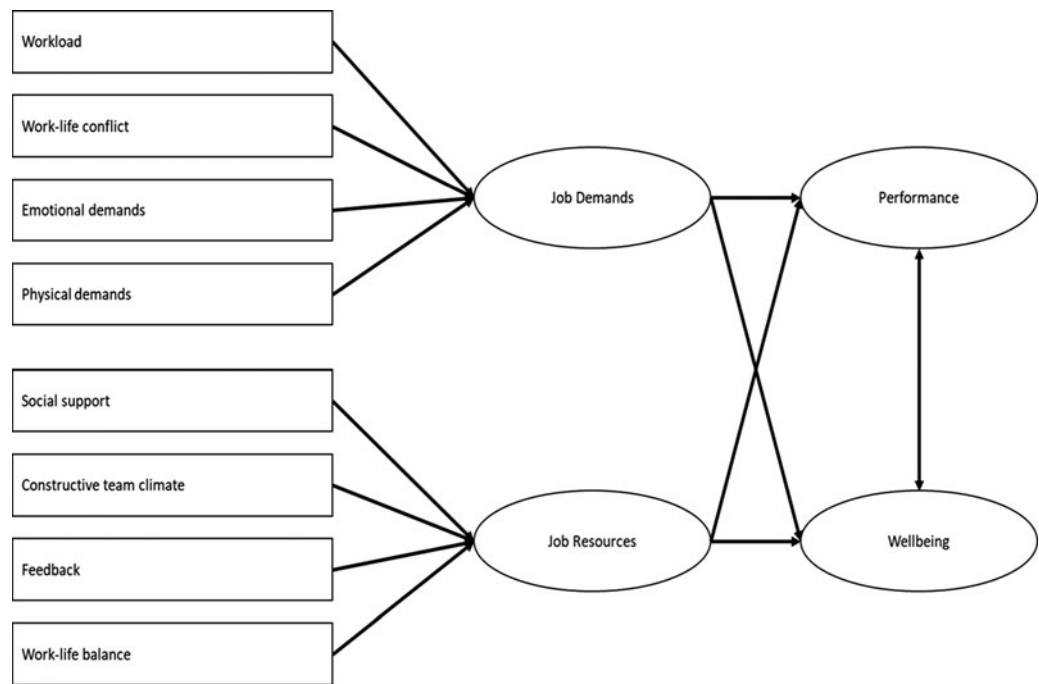 Workload
Work-life conflict
Emotional demands
Physical demands
Social support
Constructive team climate
Feedback
Work-life balance
Job Demands
Job Resources
Performance
Wellbeing